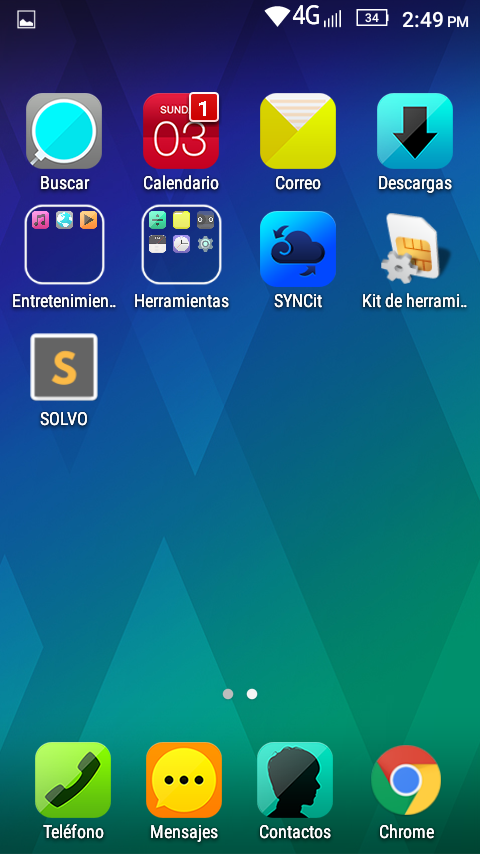 4G 34 2:49 PM
SUND 1
03
Buscar Calendario Correo Descargas
Entretenimien.. Herramientas SYNCit Kit de herrami..
S
SOLVO
Teléfono Mensajes Contactos Chrome